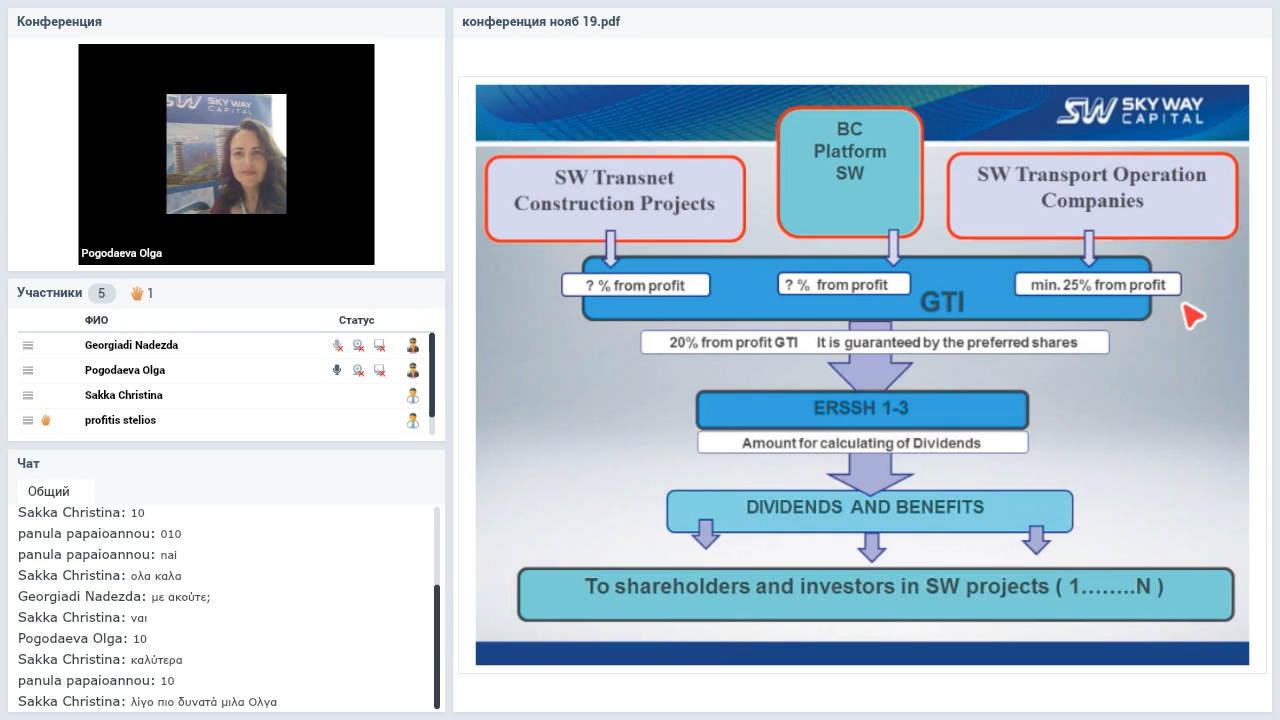 Конференция
SKY WAY
CAPITAL
Pogodaeva Olga
Участники 5 1
ФИО Статус
Georgiadi Nadezda
Pogodaeva Olga
Sakka Christina
profitis stelios
Чат
Общий
Sakka Christina: 10
panula papaioannou: 010
panula papaioannou: nai
Sakka Christina: ολα καλα
Georgiadi Nadezda: με ακούτε;
Sakka Christina: ναι
Pogodaeva Olga: 10
Sakka Christina: καλύτερα
panula papaioannou: 10
Sakka Christina: λίγο πιο δυνατά μιλα Ολγα
конференция нояб 19.pdf
SW SKY WAY
CAPITAL
BC
Platform
SW
SW Transnet
Construction Projects
SW Transport Operation
Companies
? % from profit
? % from profit
min. 25% from profit
GTI
20% from profit GTI It is guaranteed by the preferred shares
ERSSH 1-3
Amount for calculating of Dividends
DIVIDENDS AND BENEFITS
To shareholders and investors in SW projects ( 1........N )